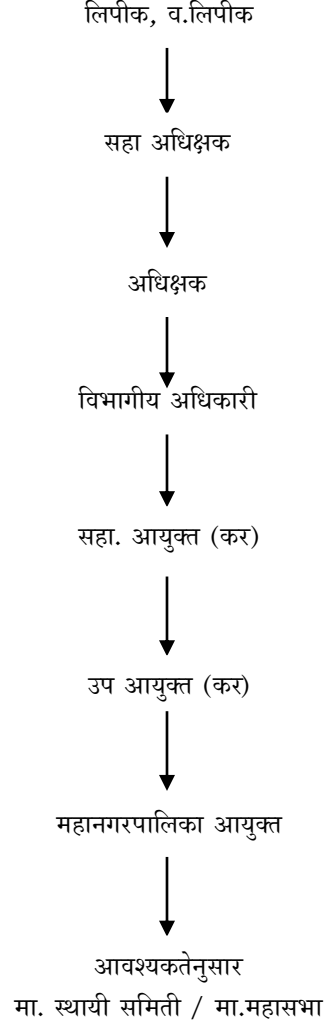 लिपीक, व.लिपीक
सहा अधिक्षक
अधिक्षक
विभागीय अधिकारी
सहा. आयुक्त (कर)
उप आयुक्त (कर)
महानगरपालिका आयुक्त
आवश्यकतेनुसार
मा. स्थायी समिती / मा.महासभा